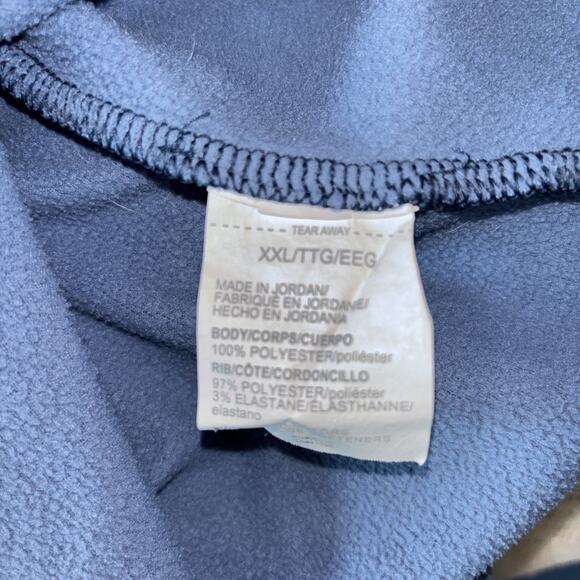 TEAR AWAY
XXL/TTG/EEG
MADE IN JORDAN/
FABRIQUÉ EN JORDANIE/
HECHO EN JORDANIA
BODY/CORPS/CUERPO
100% POLYESTER/poliéster
RIB/CÔTE/CORDONCILLO
97% POLYESTER/poliéster
3% ELASTANE/ELASTHANNE/
elastano